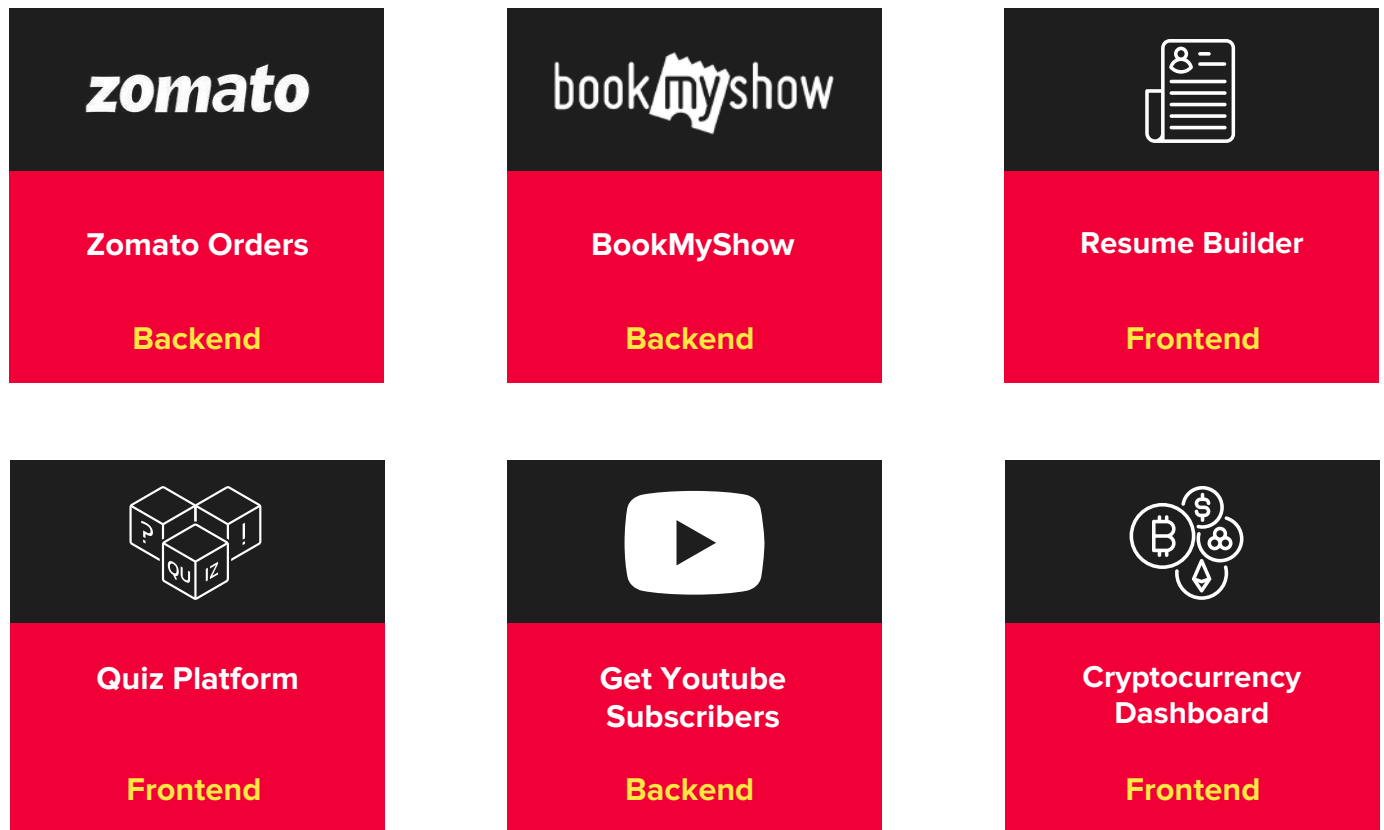 zomato
bookmyshow
Zomato Orders
BookMyShow
Resume Builder
Backend
Backend
Frontend
? ! QU IZ
B $
Quiz Platform
Get Youtube
Subscribers
Cryptocurrency
Dashboard
Frontend
Backend
Frontend